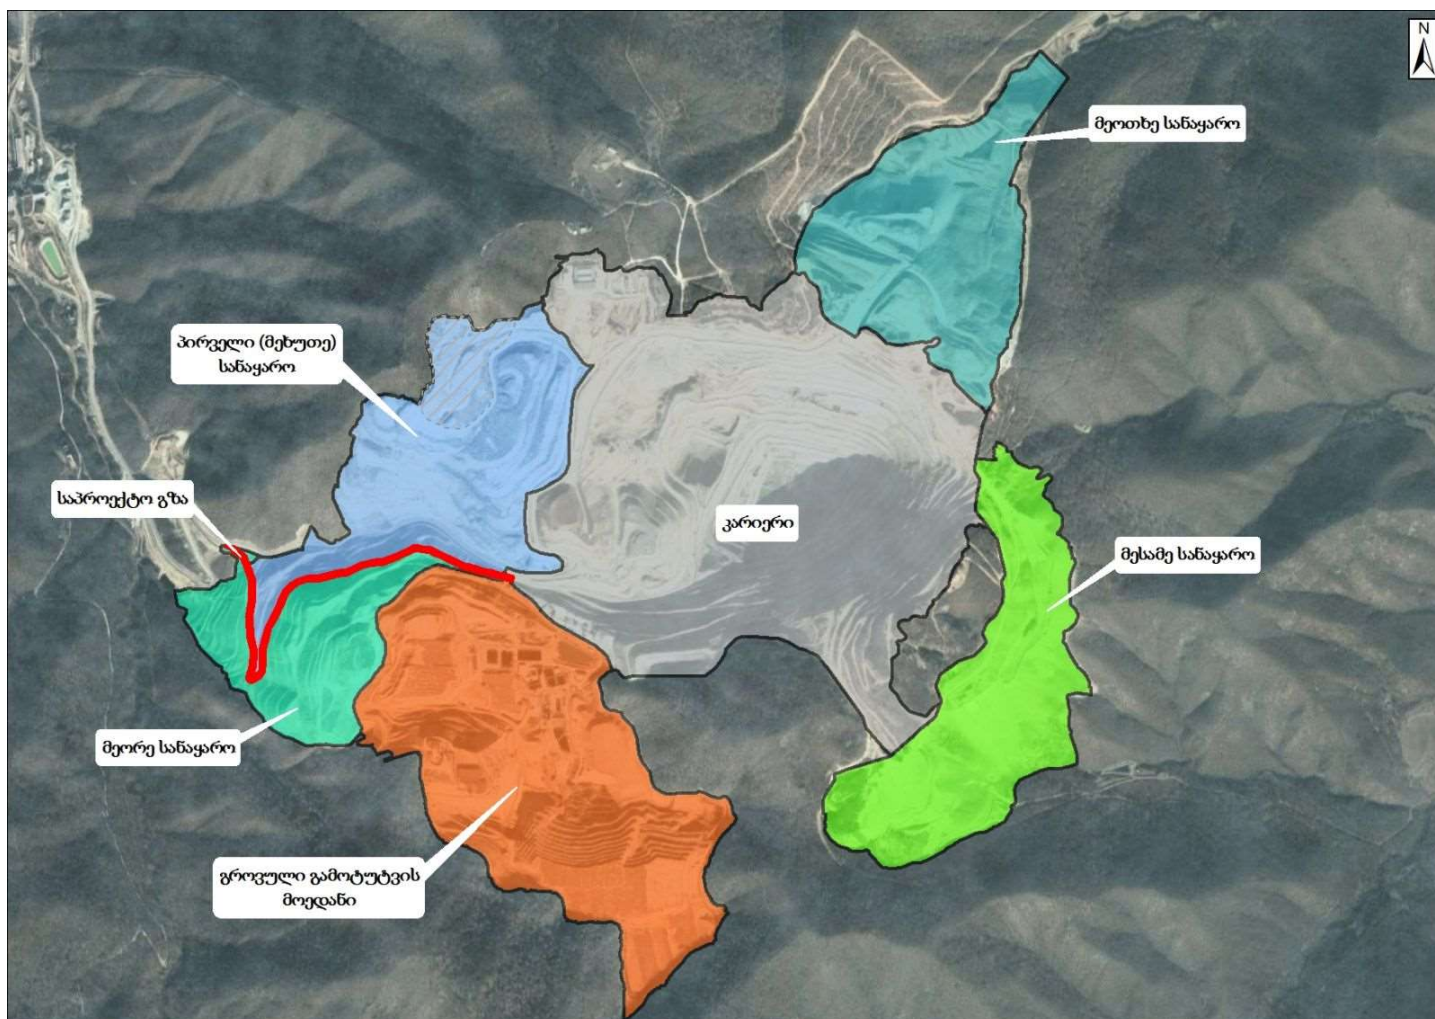 N
მეოთხე სანაყარო
პირველი (მეხუთე)
სანაყარო
საპროექტო გზა
კარიერი
მესამე სანაყარო
მეორე სანაყარო
გროვული გამოტუტვის
მოედანი